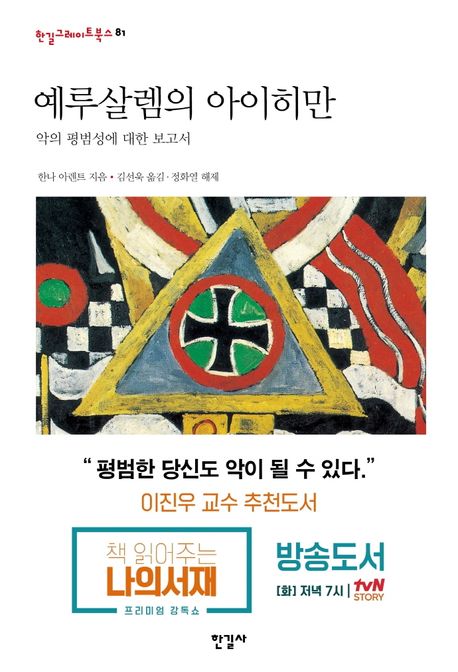 한길그레이트북스 81
예루살렘의 아이히만
악의 평범성에 대한 보고서
한나 아렌트 지음 • 김선욱 옮김 · 정화열 해제
“평범한 당신도 악이 될 수 있다.”
이진우 교수 추천도서
책 읽어주는
나의서재
프리미엄 강독쇼
방송도서
[화] 저녁 7시 | tvN STORY
한길사